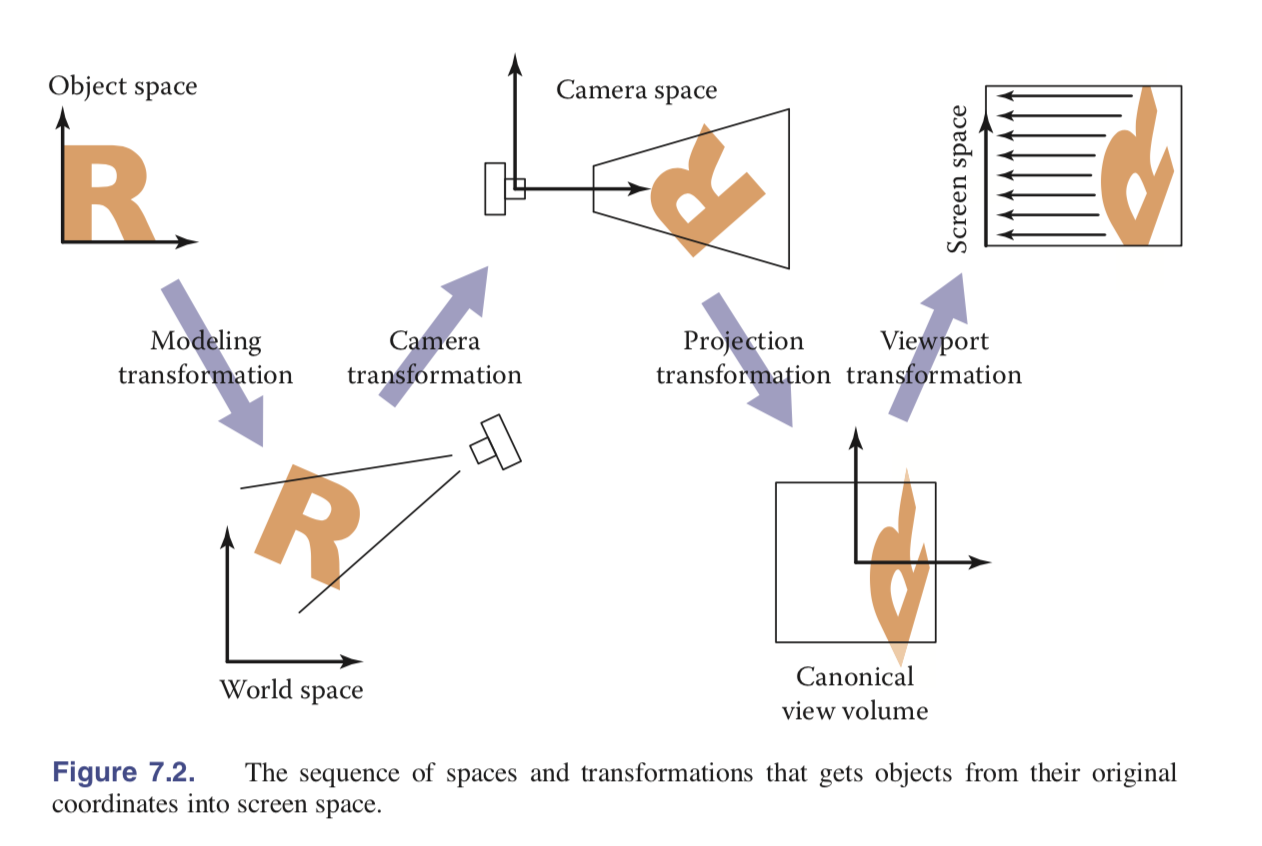 Object space
Camera space
Screen space
Modeling
transformation
Camera
transformation
Projection
transformation
Viewport
transformation
World space
Canonical
view volume
Figure 7.2. The sequence of spaces and transformations that gets objects from their original
coordinates into screen space.